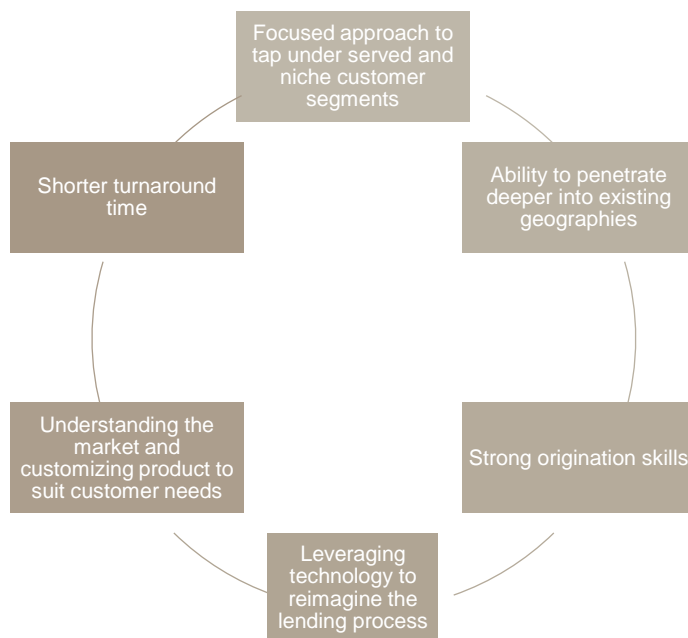 Focused approach to
tap under served and
niche customer
segments
Ability to penetrate
deeper into existing
geographies
Strong origination skills
Leveraging
technology to
reimagine the
lending process
Understanding the
market and
customizing product to
suit customer needs
Shorter turnaround
time